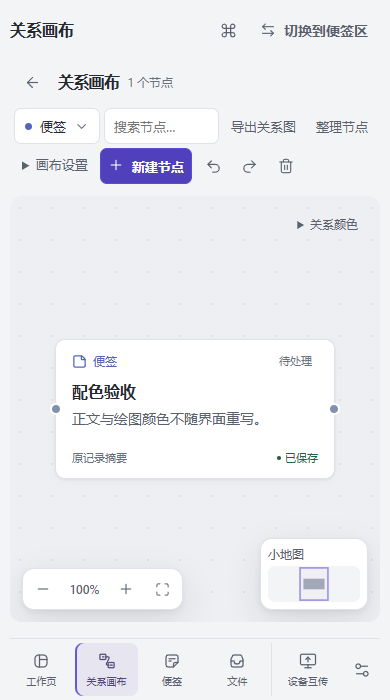 关系画布
切换到便签区
关系画布 1 个节点
便签 搜索节点... 导出关系图 整理节点
画布设置 新建节点
关系颜色
便签 待处理
配色验收
正文与绘图颜色不随界面重写。
原记录摘要 已保存
小地图
100%
工作页 关系画布 便签 文件 设备互传